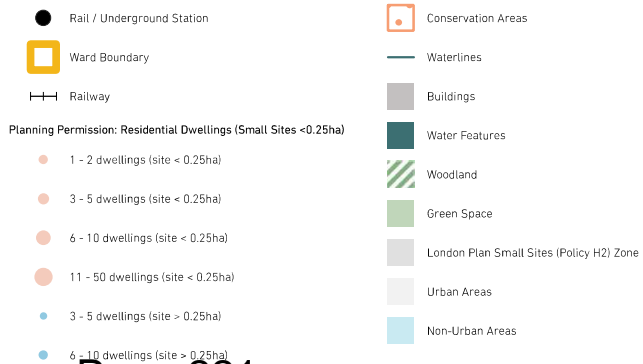 Rail / Underground Station
Ward Boundary
Railway
Planning Permission: Residential Dwellings (Small Sites <0.25ha)
1 - 2 dwellings (site < 0.25ha)
3 - 5 dwellings (site < 0.25ha)
6 - 10 dwellings (site < 0.25ha)
11 - 50 dwellings (site < 0.25ha)
3 - 5 dwellings (site > 0.25ha)
6 - 10 dwellings (site > 0.25ha)
Conservation Areas
Waterlines
Buildings
Water Features
Woodland
Green Space
London Plan Small Sites (Policy H2) Zone
Urban Areas
Non-Urban Areas